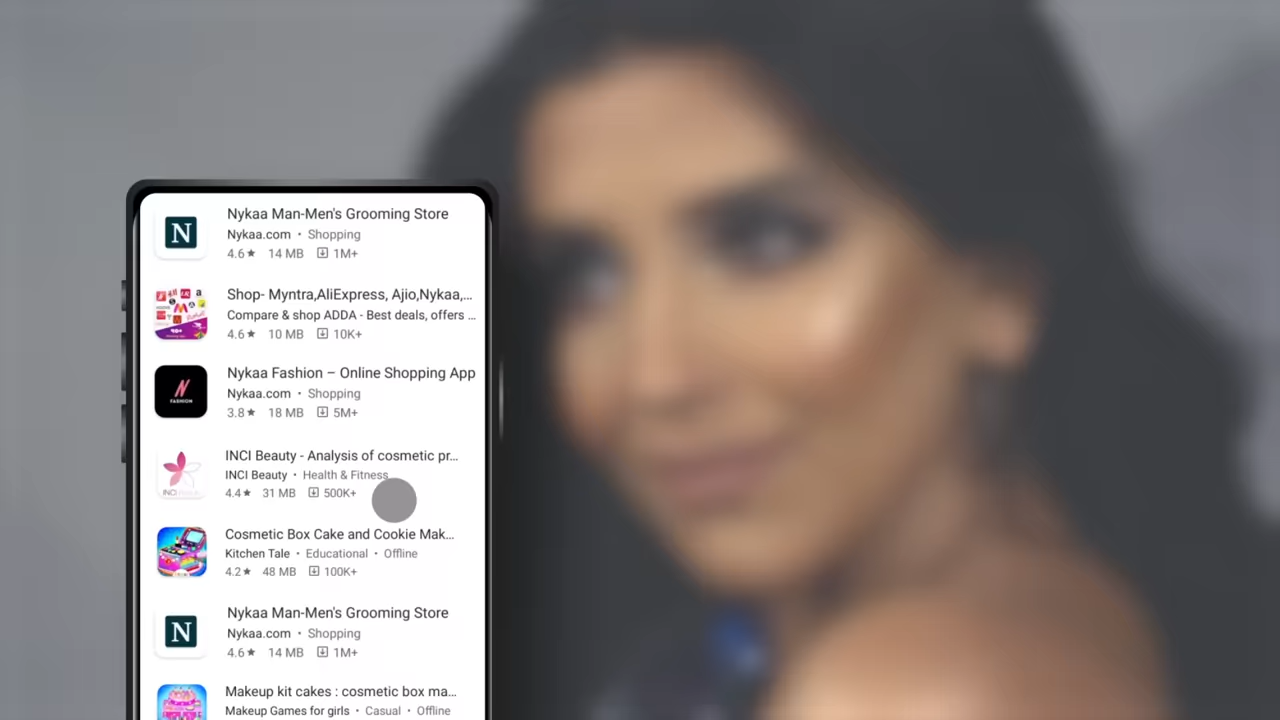 N
Nykaa Man-Men's Grooming Store
Nykaa.com • Shopping
4.6★ 14 MB 1M+
Shop- Myntra,AliExpress, Ajio,Nykaa,...
Compare & shop ADDA - Best deals, offers ...
4.6★ 10 MB 10K+
N
FASHION
Nykaa Fashion – Online Shopping App
Nykaa.com • Shopping
3.8★ 18 MB 5M+
INCI Beauty - Analysis of cosmetic pr...
INCI Beauty • Health & Fitness
4.4★ 31 MB 500K+
Cosmetic Box Cake and Cookie Mak...
Kitchen Tale • Educational • Offline
4.2★ 48 MB 100K+
N
Nykaa Man-Men's Grooming Store
Nykaa.com • Shopping
4.6★ 14 MB 1M+
Makeup kit cakes : cosmetic box ma...
Makeup Games for girls • Casual • Offline